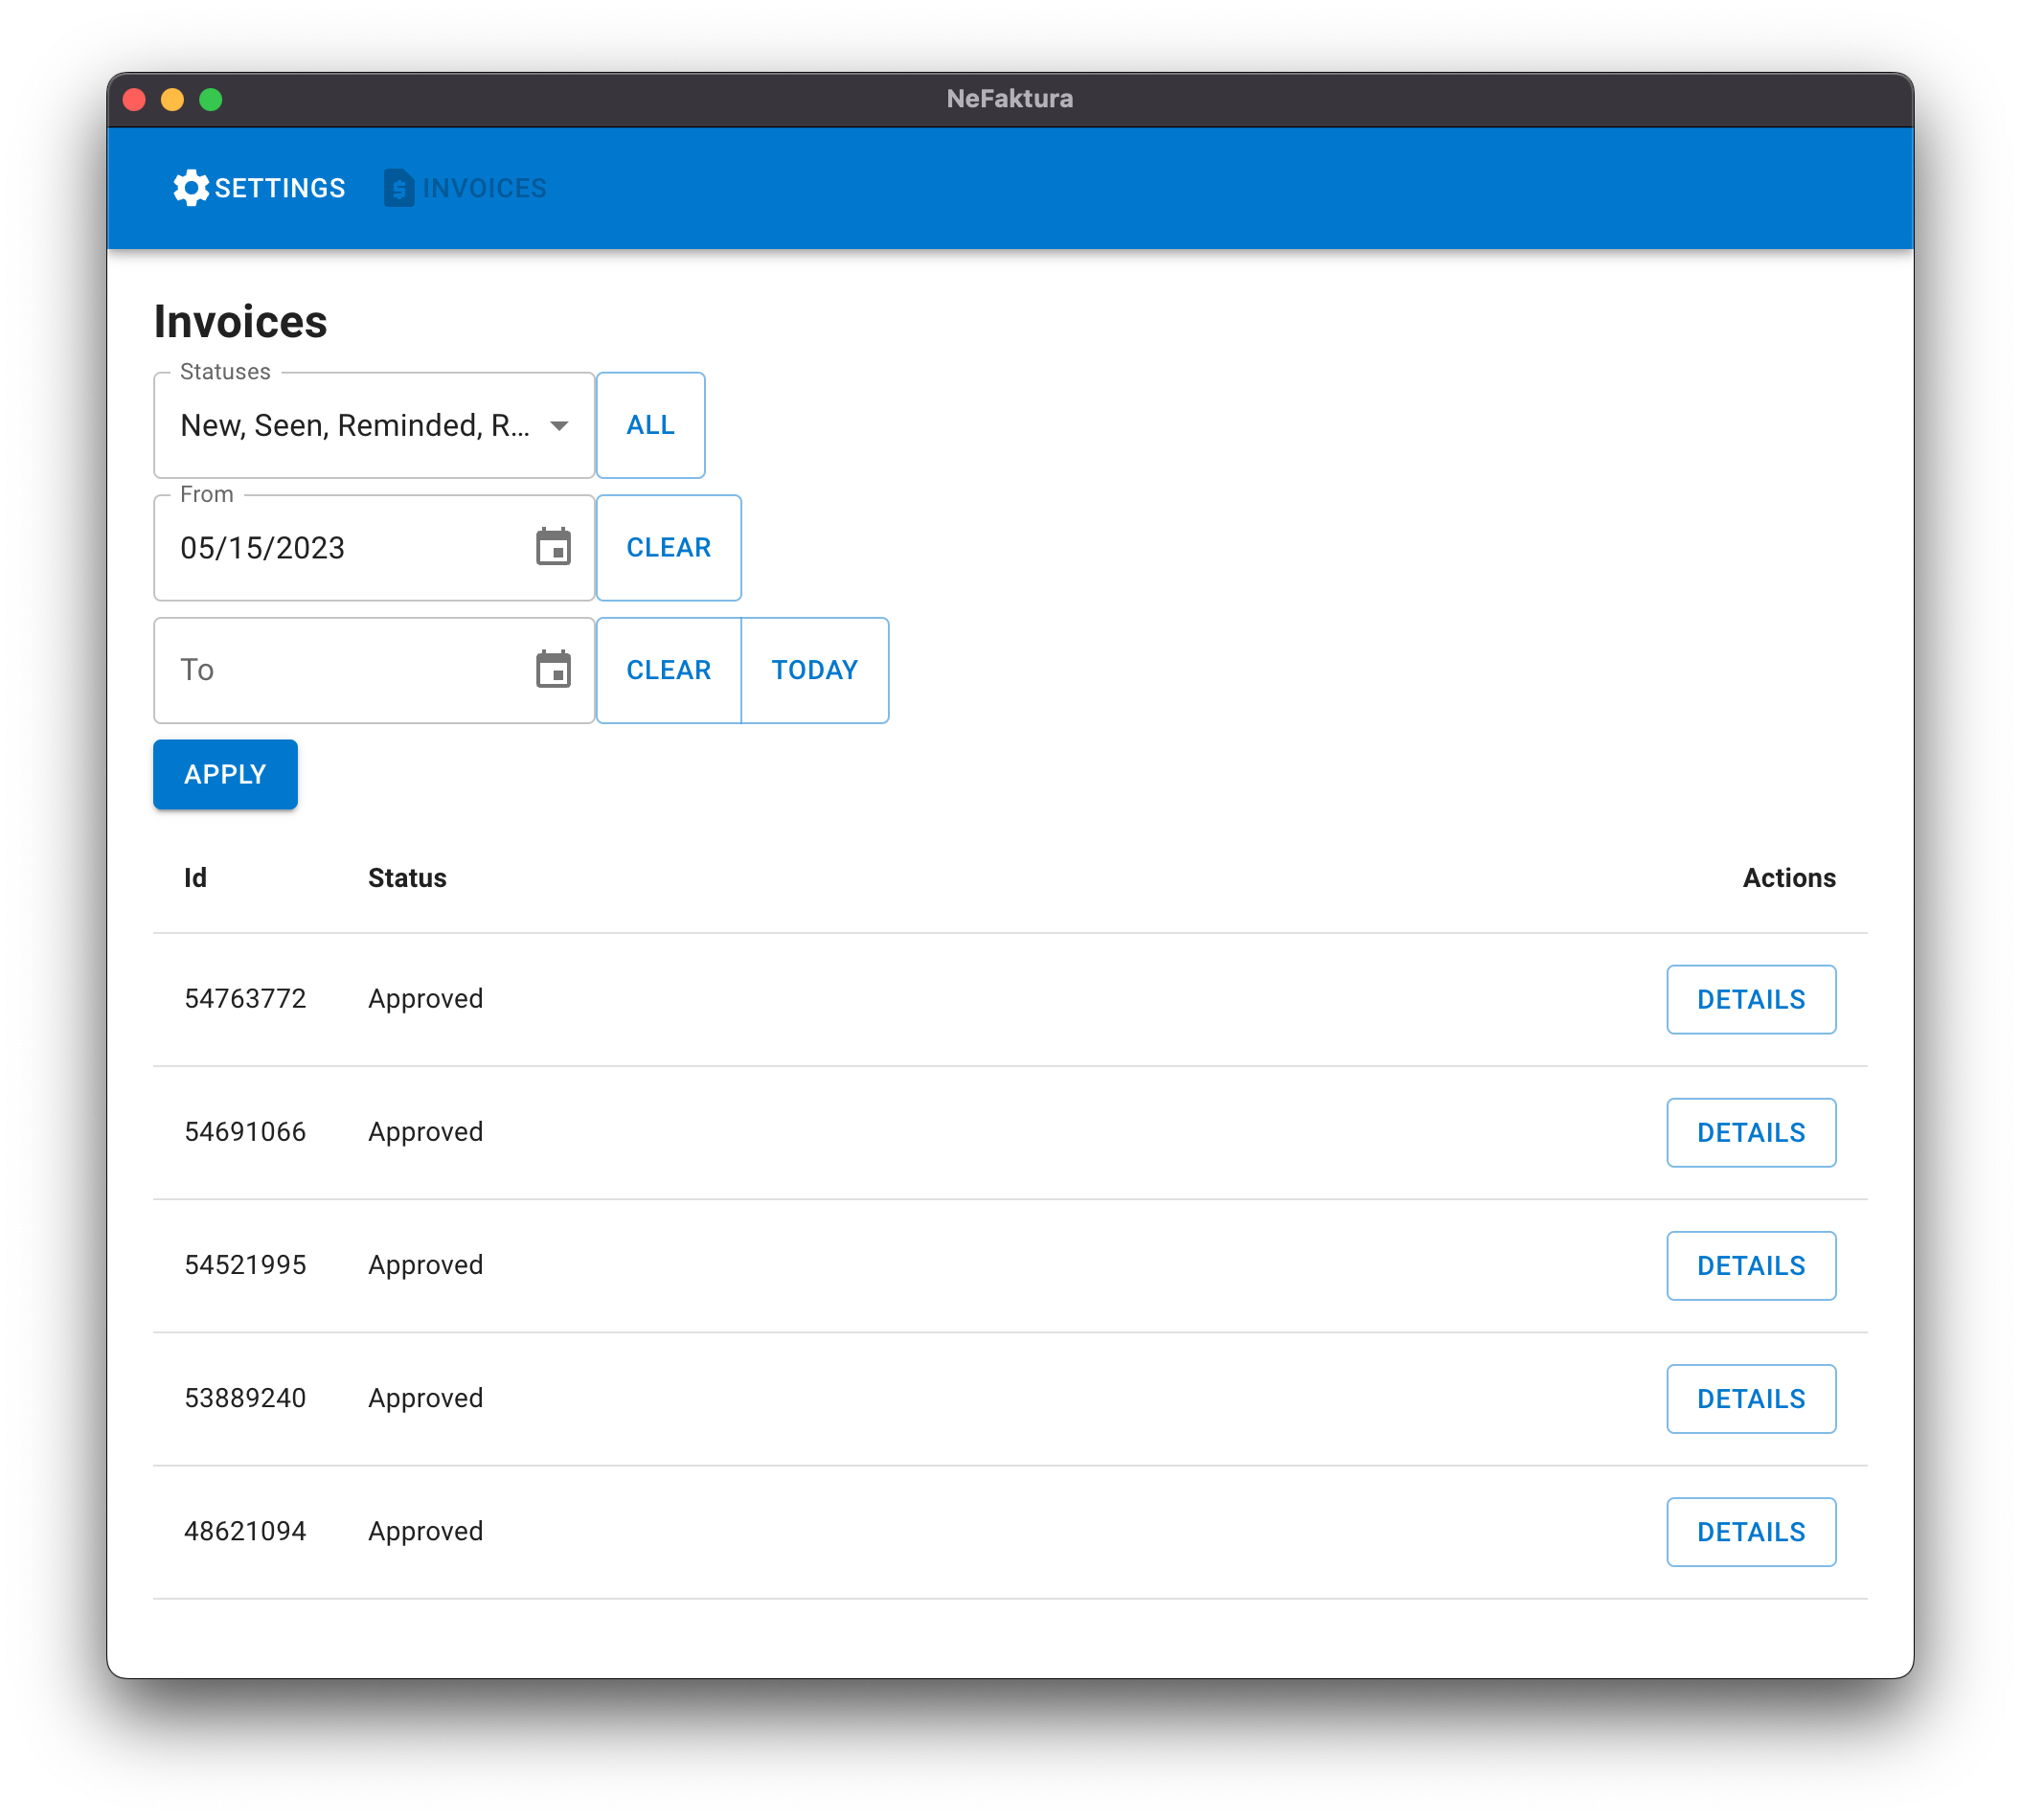 NeFaktura
SETTINGS INVOICES
Invoices
Statuses
New, Seen, Reminded, R... ALL
From
05/15/2023 CLEAR
To CLEAR TODAY
APPLY
Id Status Actions
54763772 Approved DETAILS
54691066 Approved DETAILS
54521995 Approved DETAILS
53889240 Approved DETAILS
48621094 Approved DETAILS